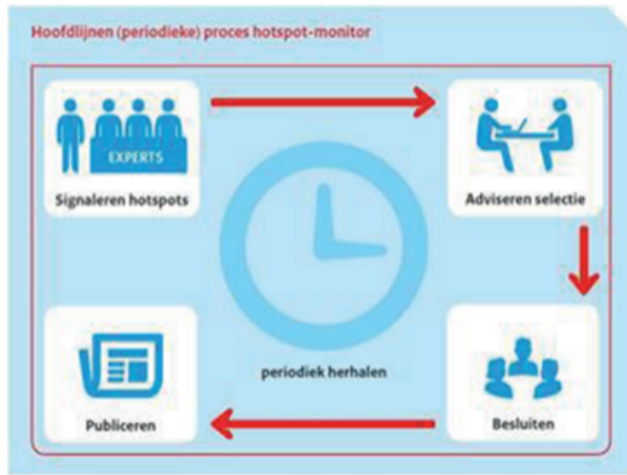 Hoofdlijnen (periodieke) proces hotspot-monitor
EXPERTS
Signaleren hotspots
Adviseren selectie
periodiek herhalen
Publiceren
Besluiten